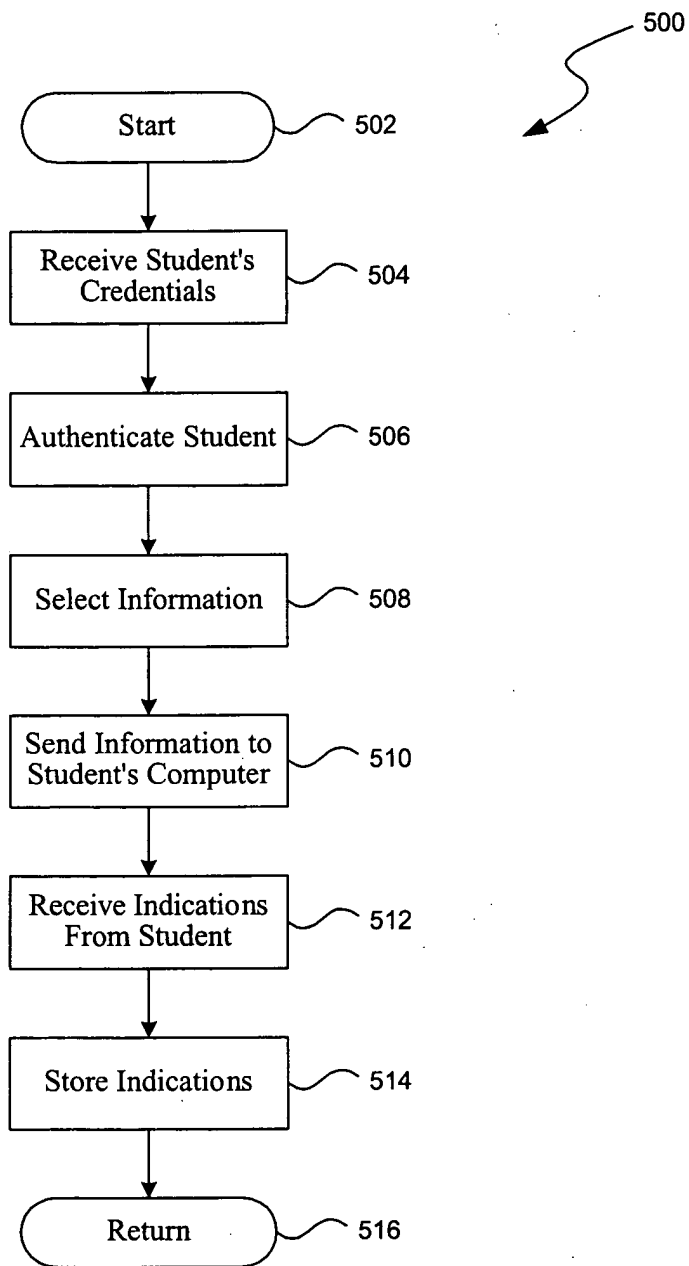 500
Start
502
Receive Student's
Credentials
504
Authenticate Student
506
Select Information
508
Send Information to
Student's Computer
510
Receive Indications
From Student
512
Store Indications
514
Return
516